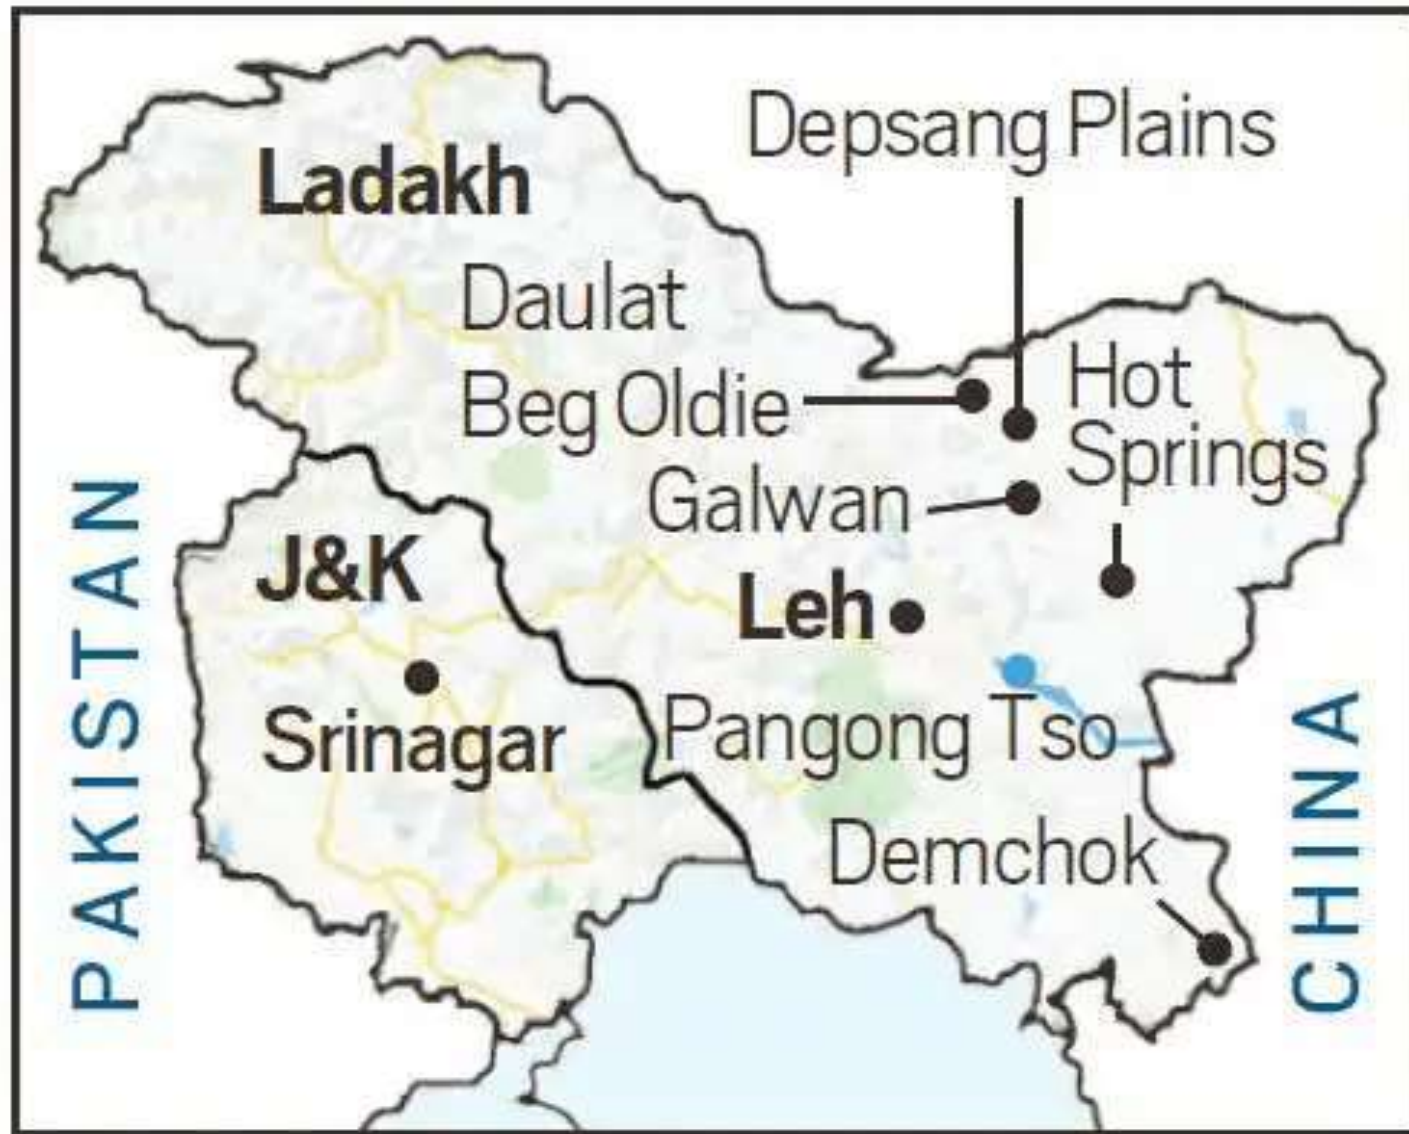 Depsang Plains
Ladakh
Daulat
Beg Oldie
Hot
Springs
Galwan
PAKISTAN
J&K
Leh
Srinagar
Pangong Tso
CHINA
Demchok